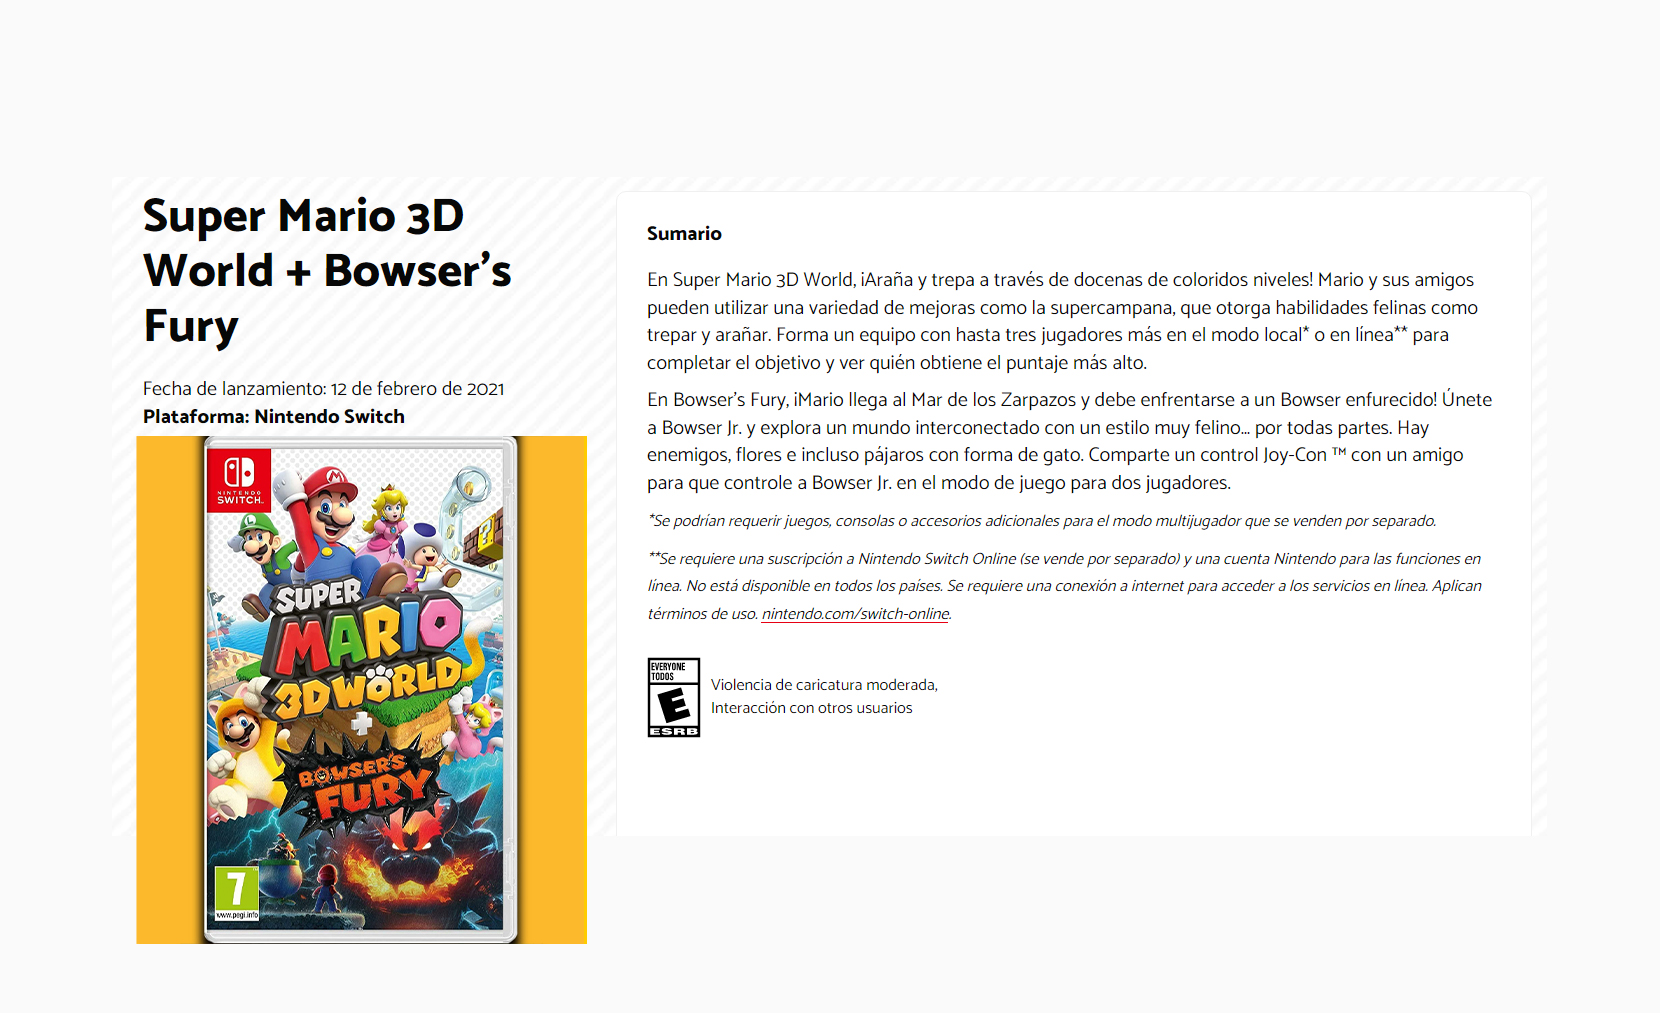 Super Mario 3D
World + Bowser's
Fury
Fecha de lanzamiento: 12 de febrero de 2021
Plataforma: Nintendo Switch
NINTENDO
SWITCH
SUPER
MARIO
3D WORLD
+
BOWSER'S
FURY
7
www.pegi.info
Sumario
En Super Mario 3D World, ¡Araña y trepa a través de docenas de coloridos niveles! Mario y sus amigos
pueden utilizar una variedad de mejoras como la supercampana, que otorga habilidades felinas como
trepar y arañar. Forma un equipo con hasta tres jugadores más en el modo local* o en línea** para
completar el objetivo y ver quién obtiene el puntaje más alto.
En Bowser's Fury, ¡Mario llega al Mar de los Zarpazos y debe enfrentarse a un Bowser enfurecido! Únete
a Bowser Jr. y explora un mundo interconectado con un estilo muy felino... por todas partes. Hay
enemigos, flores e incluso pájaros con forma de gato. Comparte un control Joy-Con ™ con un amigo
para que controle a Bowser Jr. en el modo de juego para dos jugadores.
*Se podrían requerir juegos, consolas o accesorios adicionales para el modo multijugador que se venden por separado.
**Se requiere una suscripción a Nintendo Switch Online (se vende por separado) y una cuenta Nintendo para las funciones en
línea. No está disponible en todos los países. Se requiere una conexión a internet para acceder a los servicios en línea. Aplican
términos de uso. nintendo.com/switch-online.
EVERYONE
TODOS
E
ESRB
Violencia de caricatura moderada,
Interacción con otros usuarios